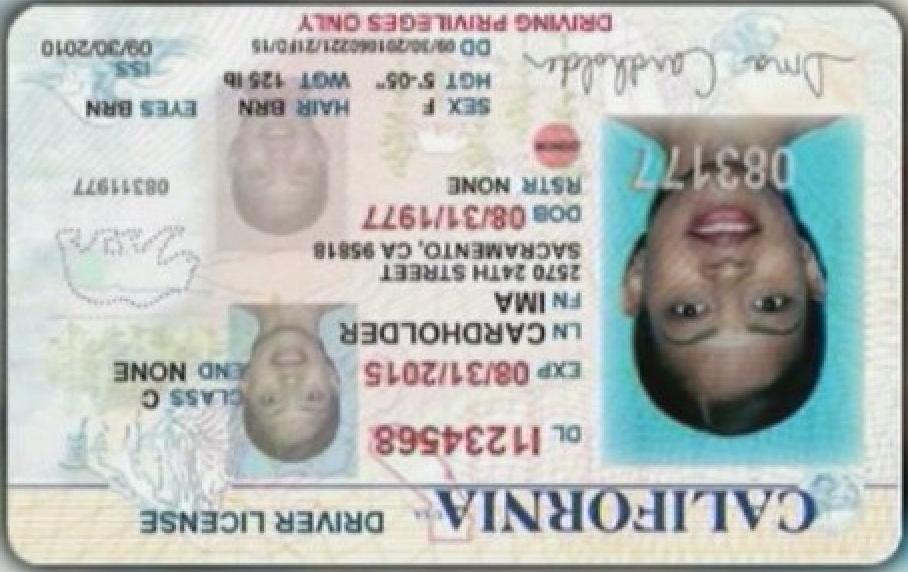 CALIFORNIA DRIVER LICENSE
DL I1234568
CLASS C
EXP 08/31/2015
END NONE
LN CARDHOLDER
FN IMA
2570 24TH STREET
SACRAMENTO, CA 95818
DOB 08/31/1977
RSTR NONE
08311977
DONOR
083177
SEX F HAIR BRN EYES BRN
HGT 5'-05" WGT 125 lb
ISS
DD 09/30/201060221/21FD/15
09/30/2010
Ima Cardholder
DRIVING PRIVILEGES ONLY